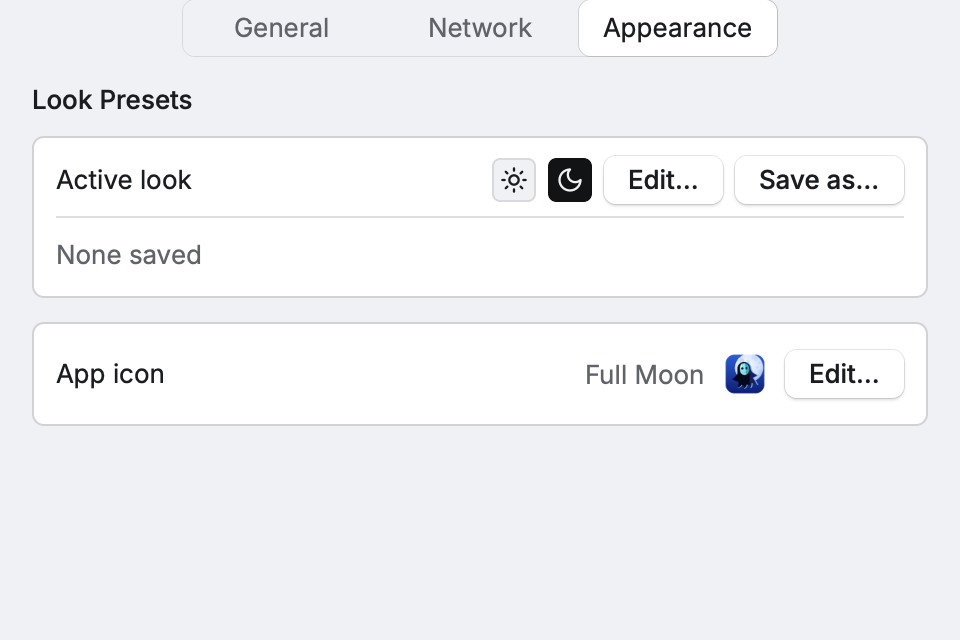 General Network Appearance
Look Presets
Active look Edit... Save as...
None saved
App icon Full Moon Edit...